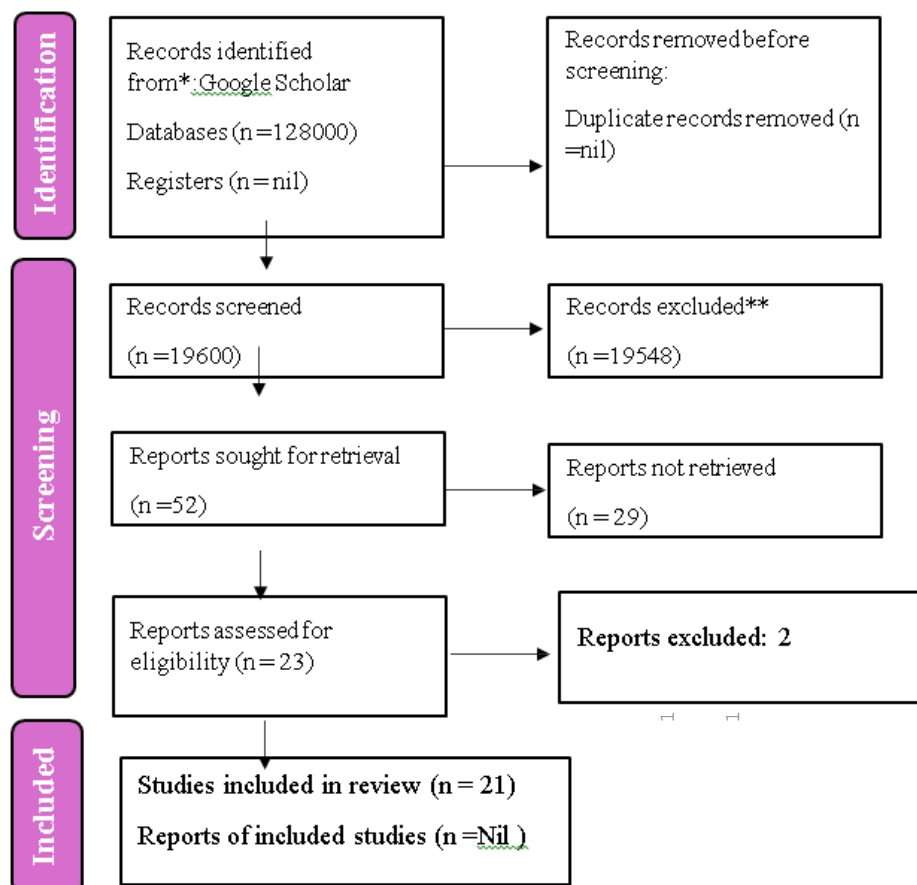 Identification
Records identified
from*:Google Scholar
Databases (n=128000)
Registers (n=nil)
Records removed before
screening:
Duplicate records removed (n
=nil)
Screening
Records screened
(n=19600)
Records excluded**
(n=19548)
Reports sought for retrieval
(n=52)
Reports not retrieved
(n=29)
Reports assessed for
eligibility (n=23)
Reports excluded: 2
Included
Studies included in review (n = 21)
Reports of included studies (n =Nil )